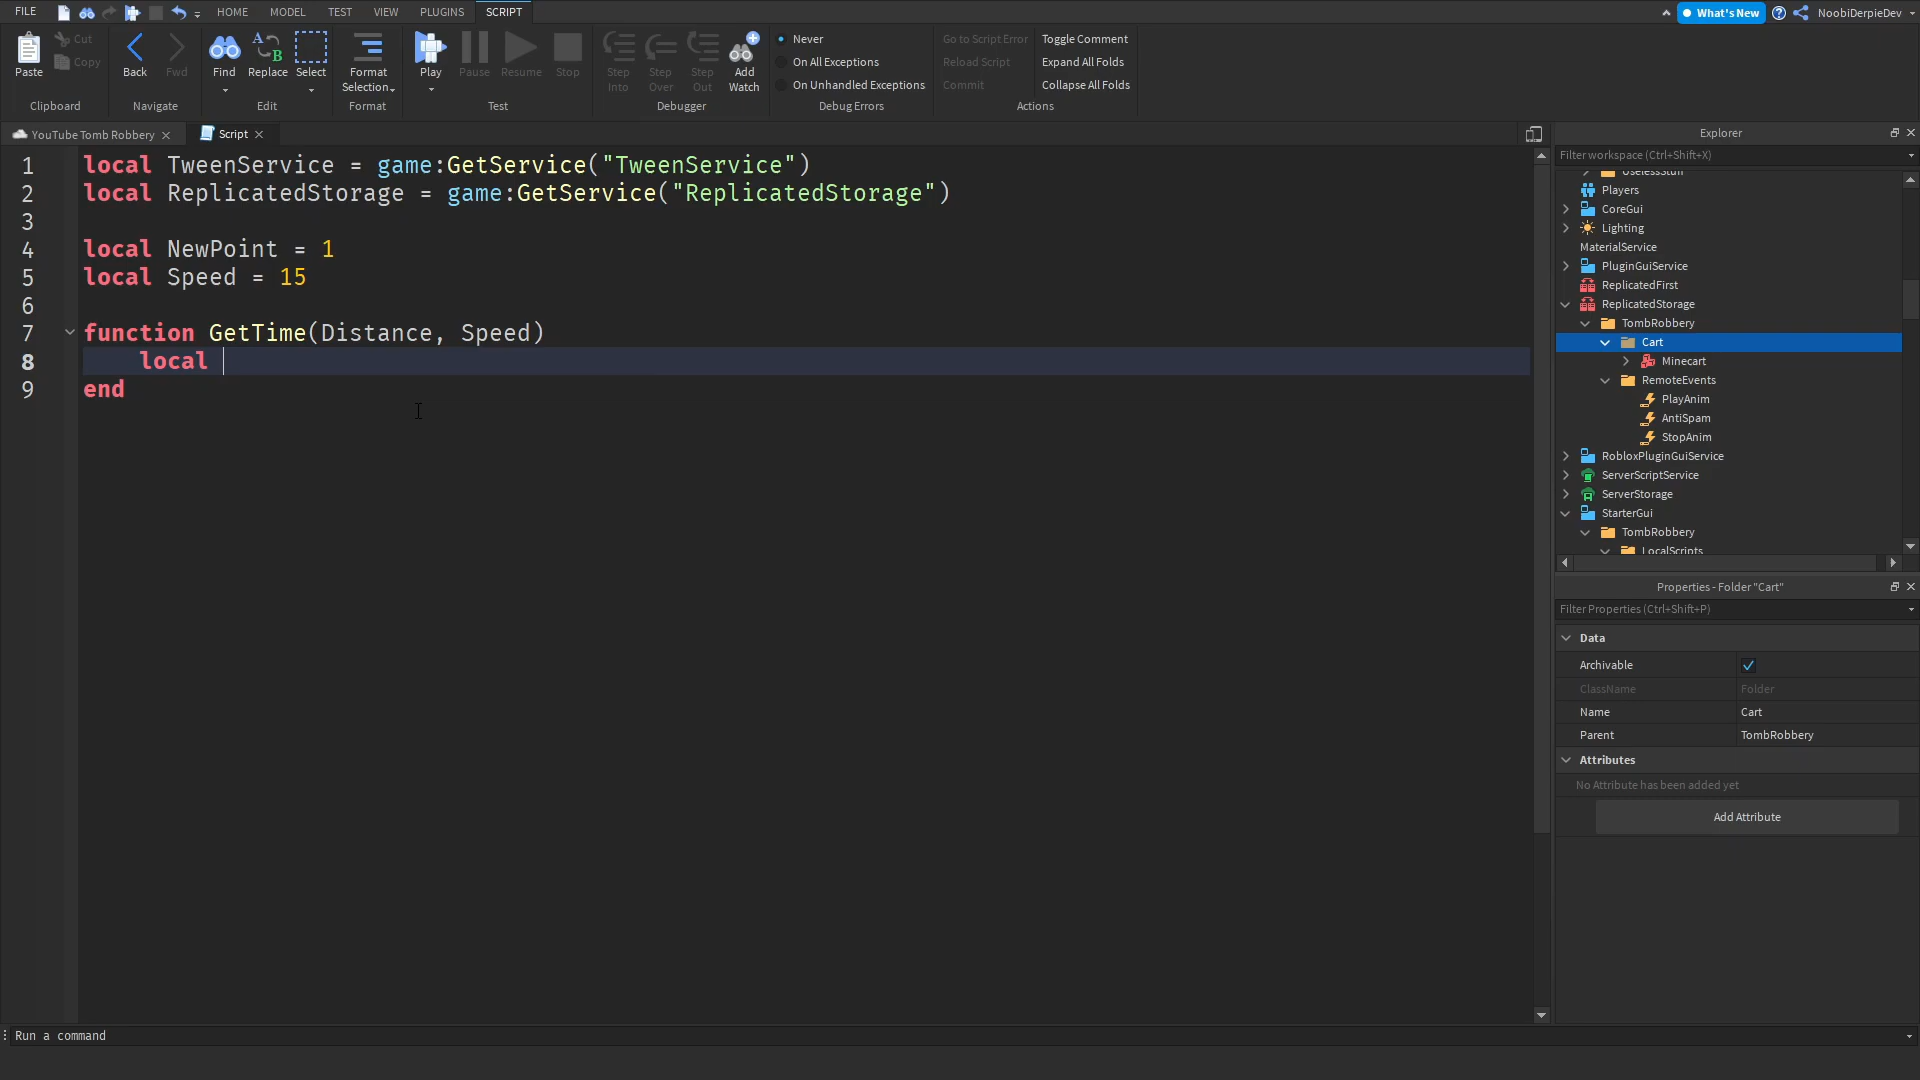 FILE
HOME
MODEL
TEST
VIEW
PLUGINS
SCRIPT
What's New
NoobiDerpieDev
Paste
Cut
Copy
Clipboard
Back
Fwd
Navigate
Find
Replace
Select
Edit
Format
Selection
Format
Play
Pause
Resume
Stop
Test
Step
Into
Step
Over
Step
Out
Add
Watch
Debugger
Never
On All Exceptions
On Unhandled Exceptions
Debug Errors
Go to Script Error
Reload Script
Commit
Toggle Comment
Expand All Folds
Collapse All Folds
Actions
YouTube Tomb Robbery
Script
1 local TweenService = game:GetService("TweenService")
2 local ReplicatedStorage = game:GetService("ReplicatedStorage")
3
4 local NewPoint = 1
5 local Speed = 15
6
7 function GetTime(Distance, Speed)
8 local
9 end
Explorer
Filter workspace (Ctrl+Shift+X)
UselessStuff
Players
CoreGui
Lighting
MaterialService
PluginGuiService
ReplicatedFirst
ReplicatedStorage
TombRobbery
Cart
Minecart
RemoteEvents
PlayAnim
AntiSpam
StopAnim
RobloxPluginGuiService
ServerScriptService
ServerStorage
StarterGui
TombRobbery
LocalScripts
Properties - Folder "Cart"
Filter Properties (Ctrl+Shift+P)
Data
Archivable
ClassName Folder
Name Cart
Parent TombRobbery
Attributes
No Attribute has been added yet
Add Attribute
Run a command